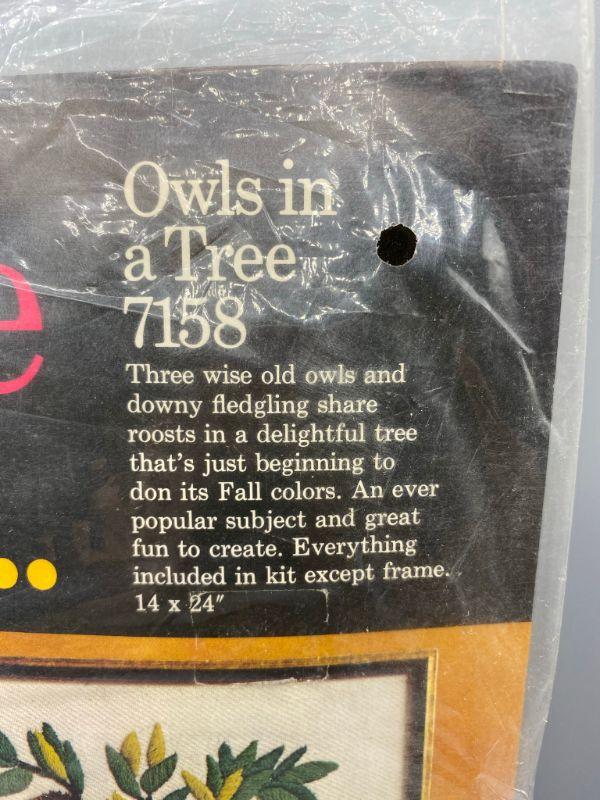 Owls in
a Tree
7158
e
Three wise old owls and
downy fledgling share
roosts in a delightful tree
that's just beginning to
don its Fall colors. An ever
popular subject and great
fun to create. Everything
included in kit except frame.
14 x 24"